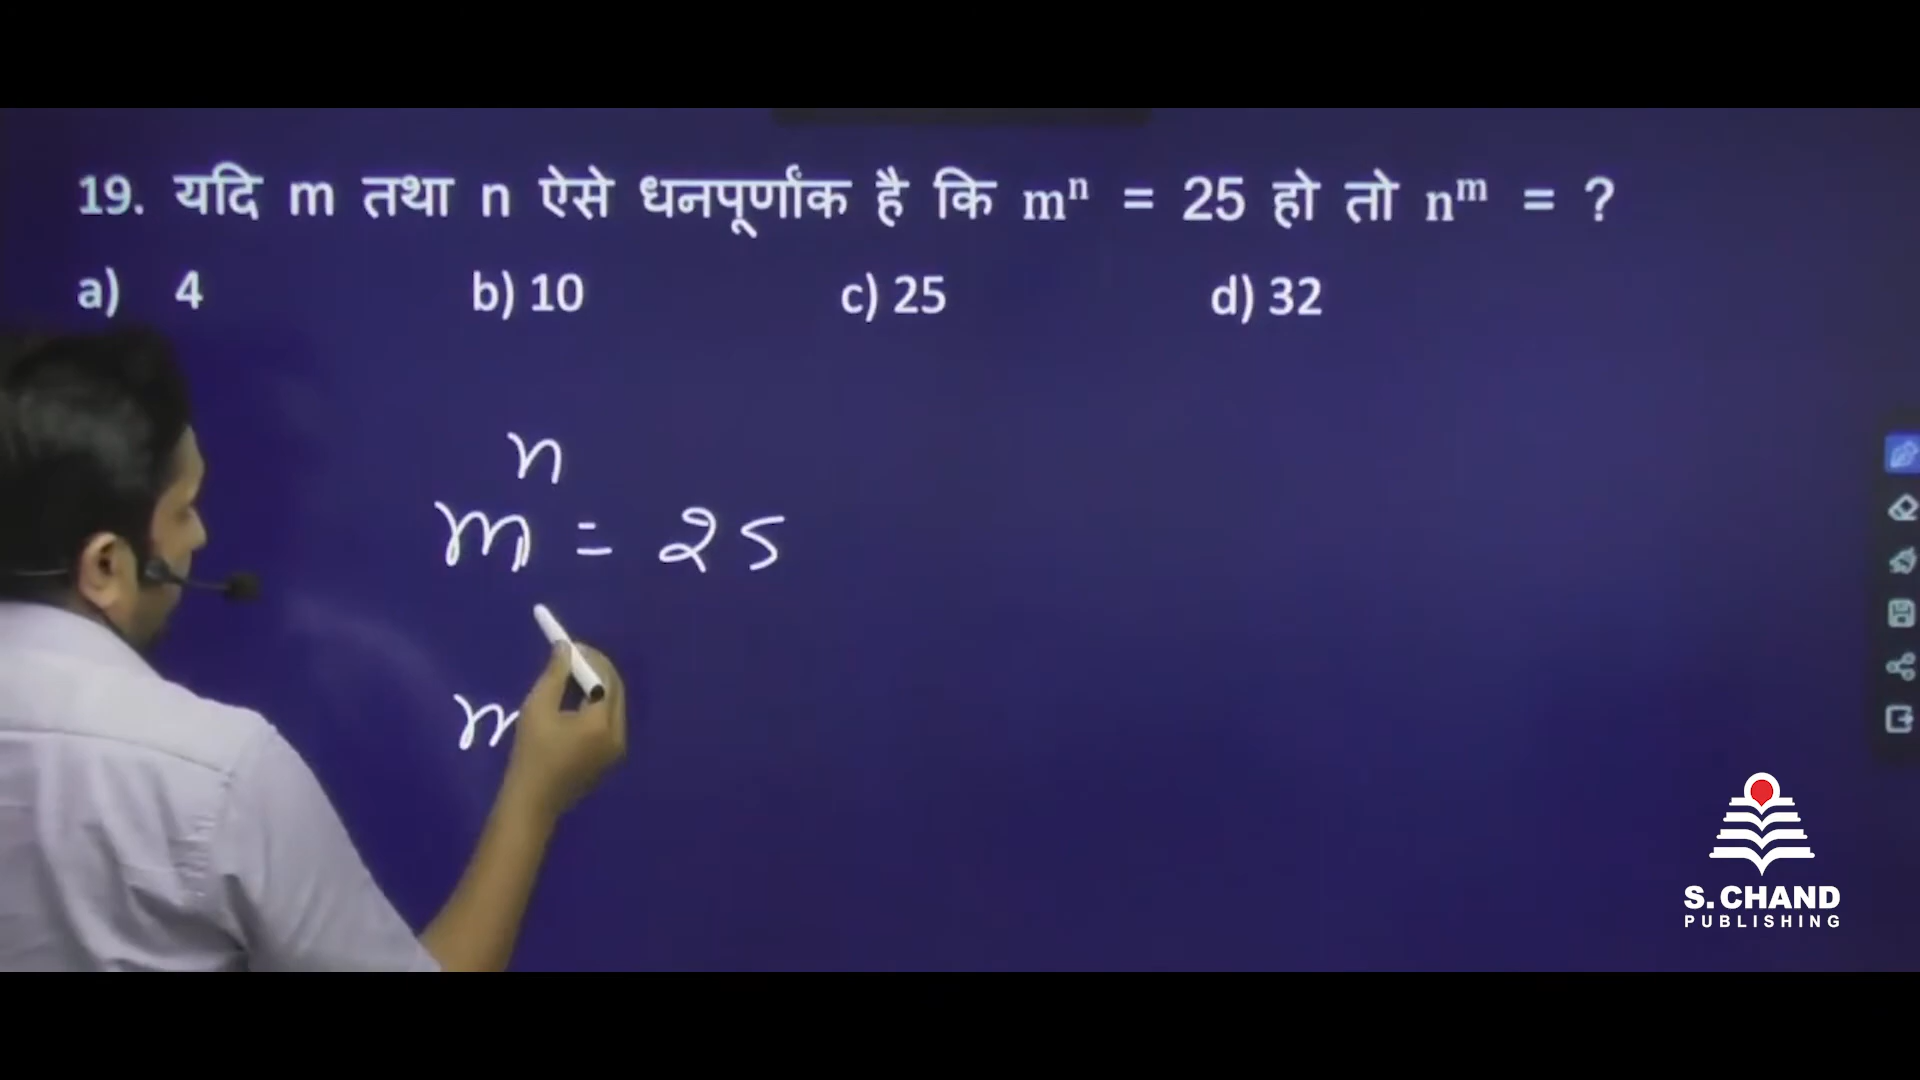 19. यदि m तथा n ऐसे धनपूर्णांक है कि mⁿ = 25 हो तो nᵐ = ?
a) 4 b) 10 c) 25 d) 32
n
m = 25
m
S. CHAND
PUBLISHING